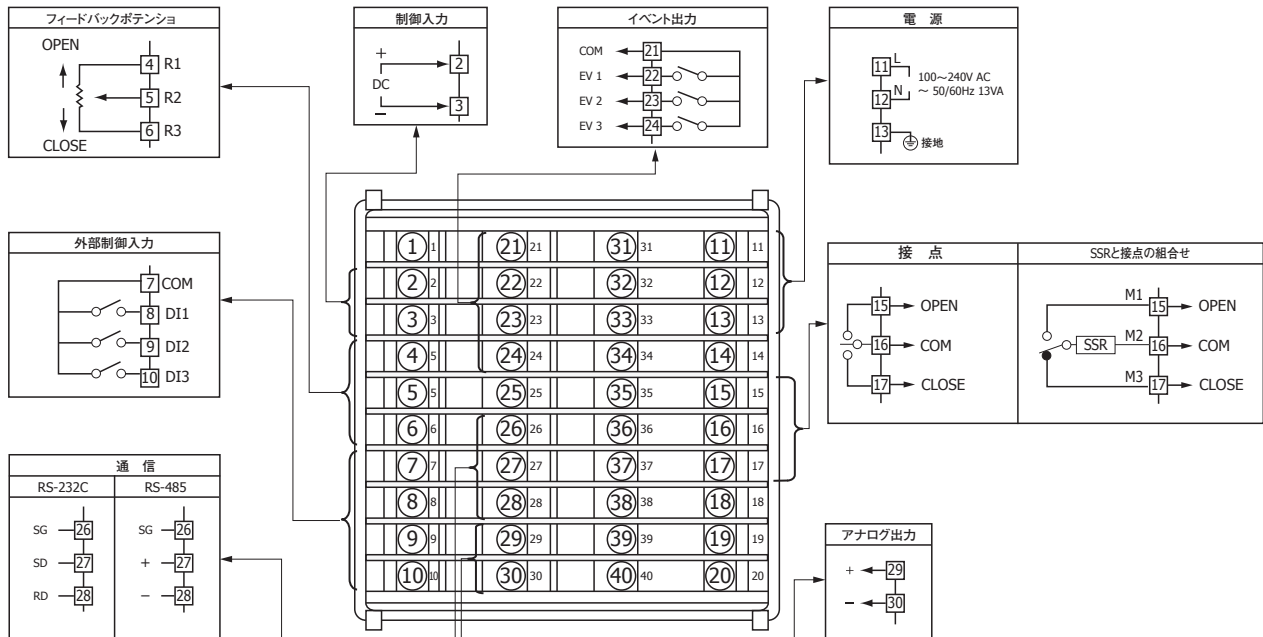 フィードバックポテンショ
OPEN
4 R1
5 R2
6 R3
CLOSE
制御入力
+
DC
−
2
3
イベント出力
COM 21
EV 1 22
EV 2 23
EV 3 24
電 源
11 L
12 N
100～240V AC
～ 50/60Hz 13VA
13 接地
外部制御入力
7 COM
8 DI1
9 DI2
10 DI3
1 1 21 21 31 31 11 11
2 2 22 22 32 32 12 12
3 3 23 23 33 33 13 13
4 5 24 24 34 34 14 14
5 5 25 25 35 35 15 15
6 6 26 26 36 36 16 16
7 7 27 27 37 37 17 17
8 8 28 28 38 38 18 18
9 9 29 29 39 39 19 19
10 10 30 30 40 40 20 20
接 点
15 OPEN
16 COM
17 CLOSE
SSRと接点の組合せ
M1 15 OPEN
SSR M2 16 COM
M3 17 CLOSE
通 信
RS-232C
SG 26
SD 27
RD 28
RS-485
SG 26
+ 27
− 28
アナログ出力
+ 29
− 30